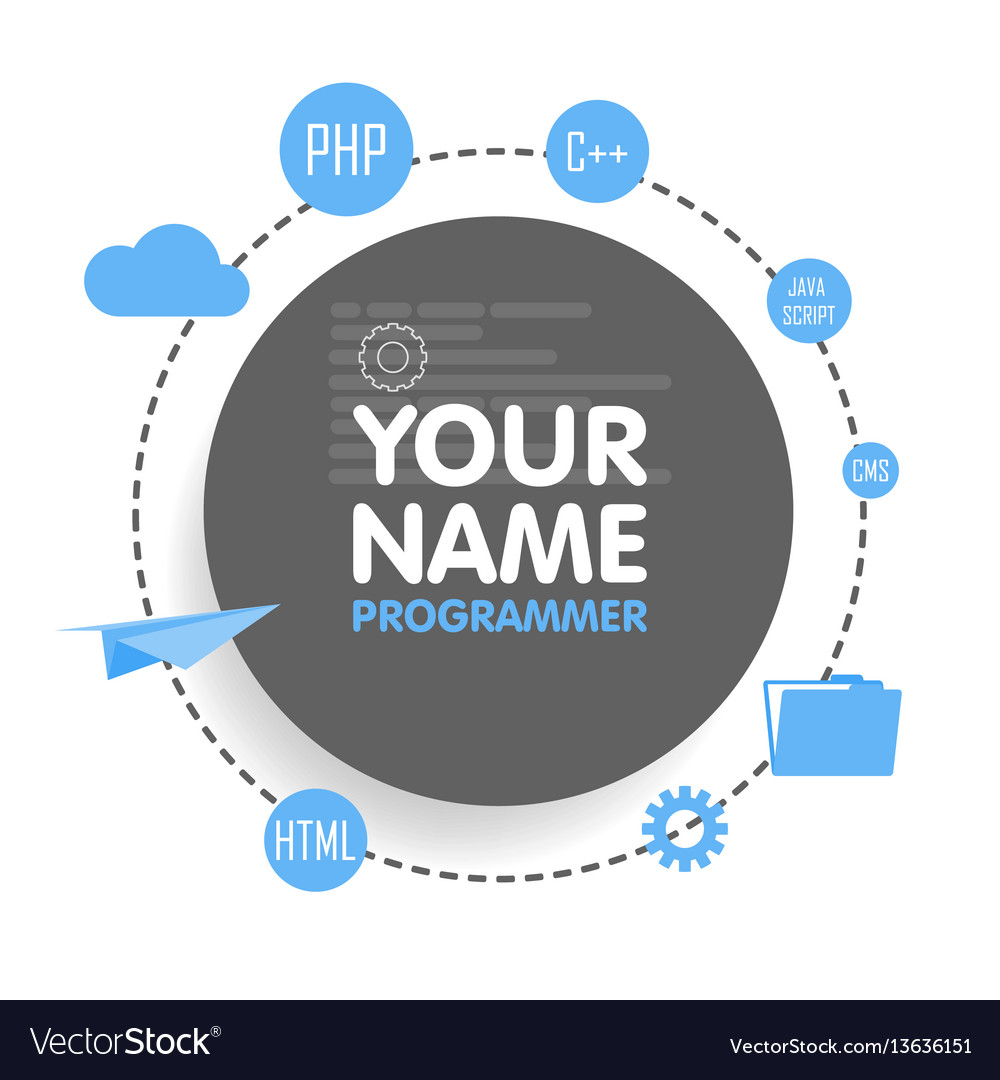 PHP
C++
JAVA
SCRIPT
CMS
YOUR
NAME
PROGRAMMER
HTML
VectorStock®
VectorStock.com/13636151